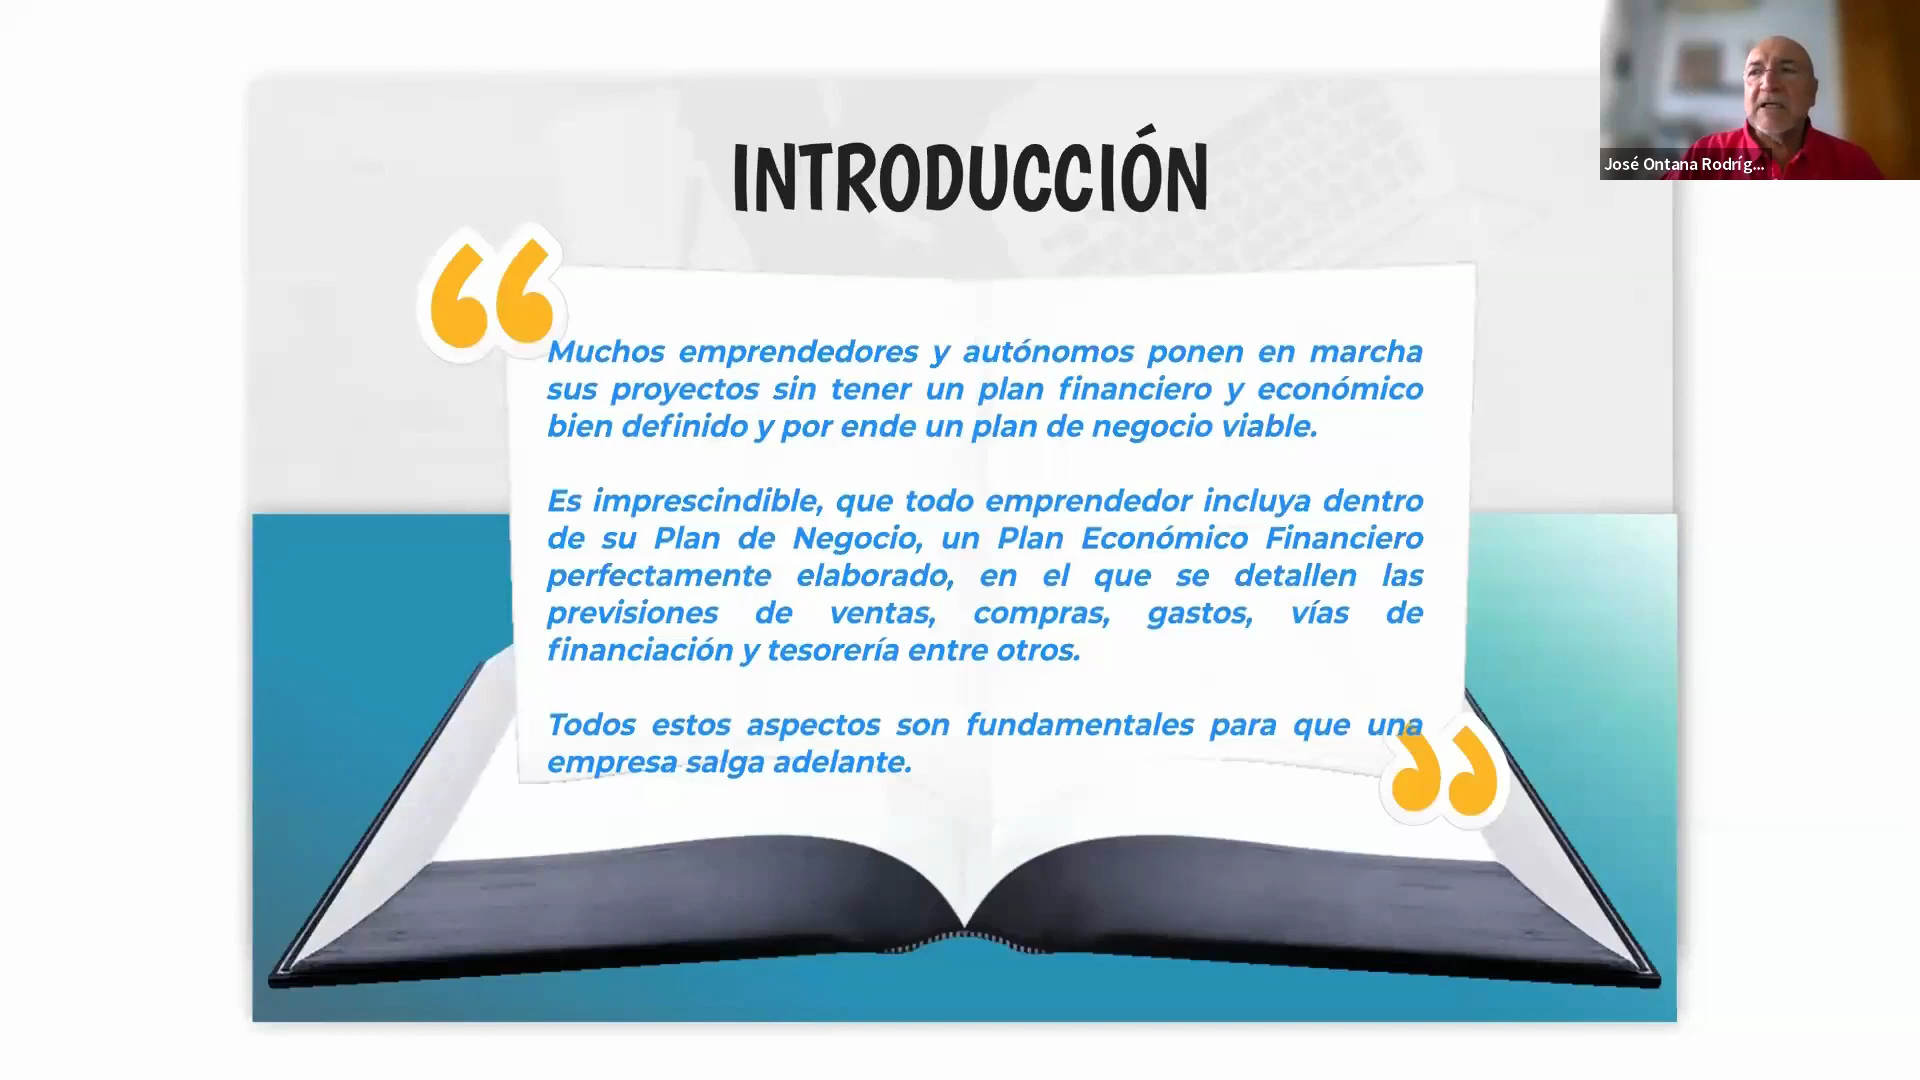 INTRODUCCIÓN
José Ontana Rodríg...
Muchos emprendedores y autónomos ponen en marcha
sus proyectos sin tener un plan financiero y económico
bien definido y por ende un plan de negocio viable.
Es imprescindible, que todo emprendedor incluya dentro
de su Plan de Negocio, un Plan Económico Financiero
perfectamente elaborado, en el que se detallen las
previsiones de ventas, compras, gastos, vías de
financiación y tesorería entre otros.
Todos estos aspectos son fundamentales para que una
empresa salga adelante.